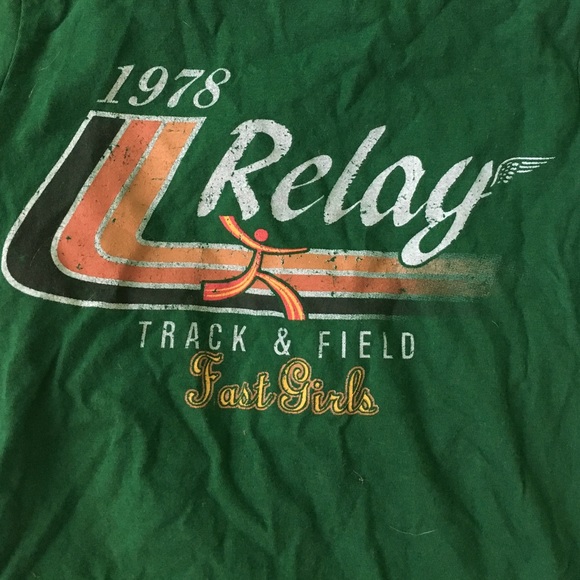 1978
Relay
TRACK & FIELD
Fast Girls